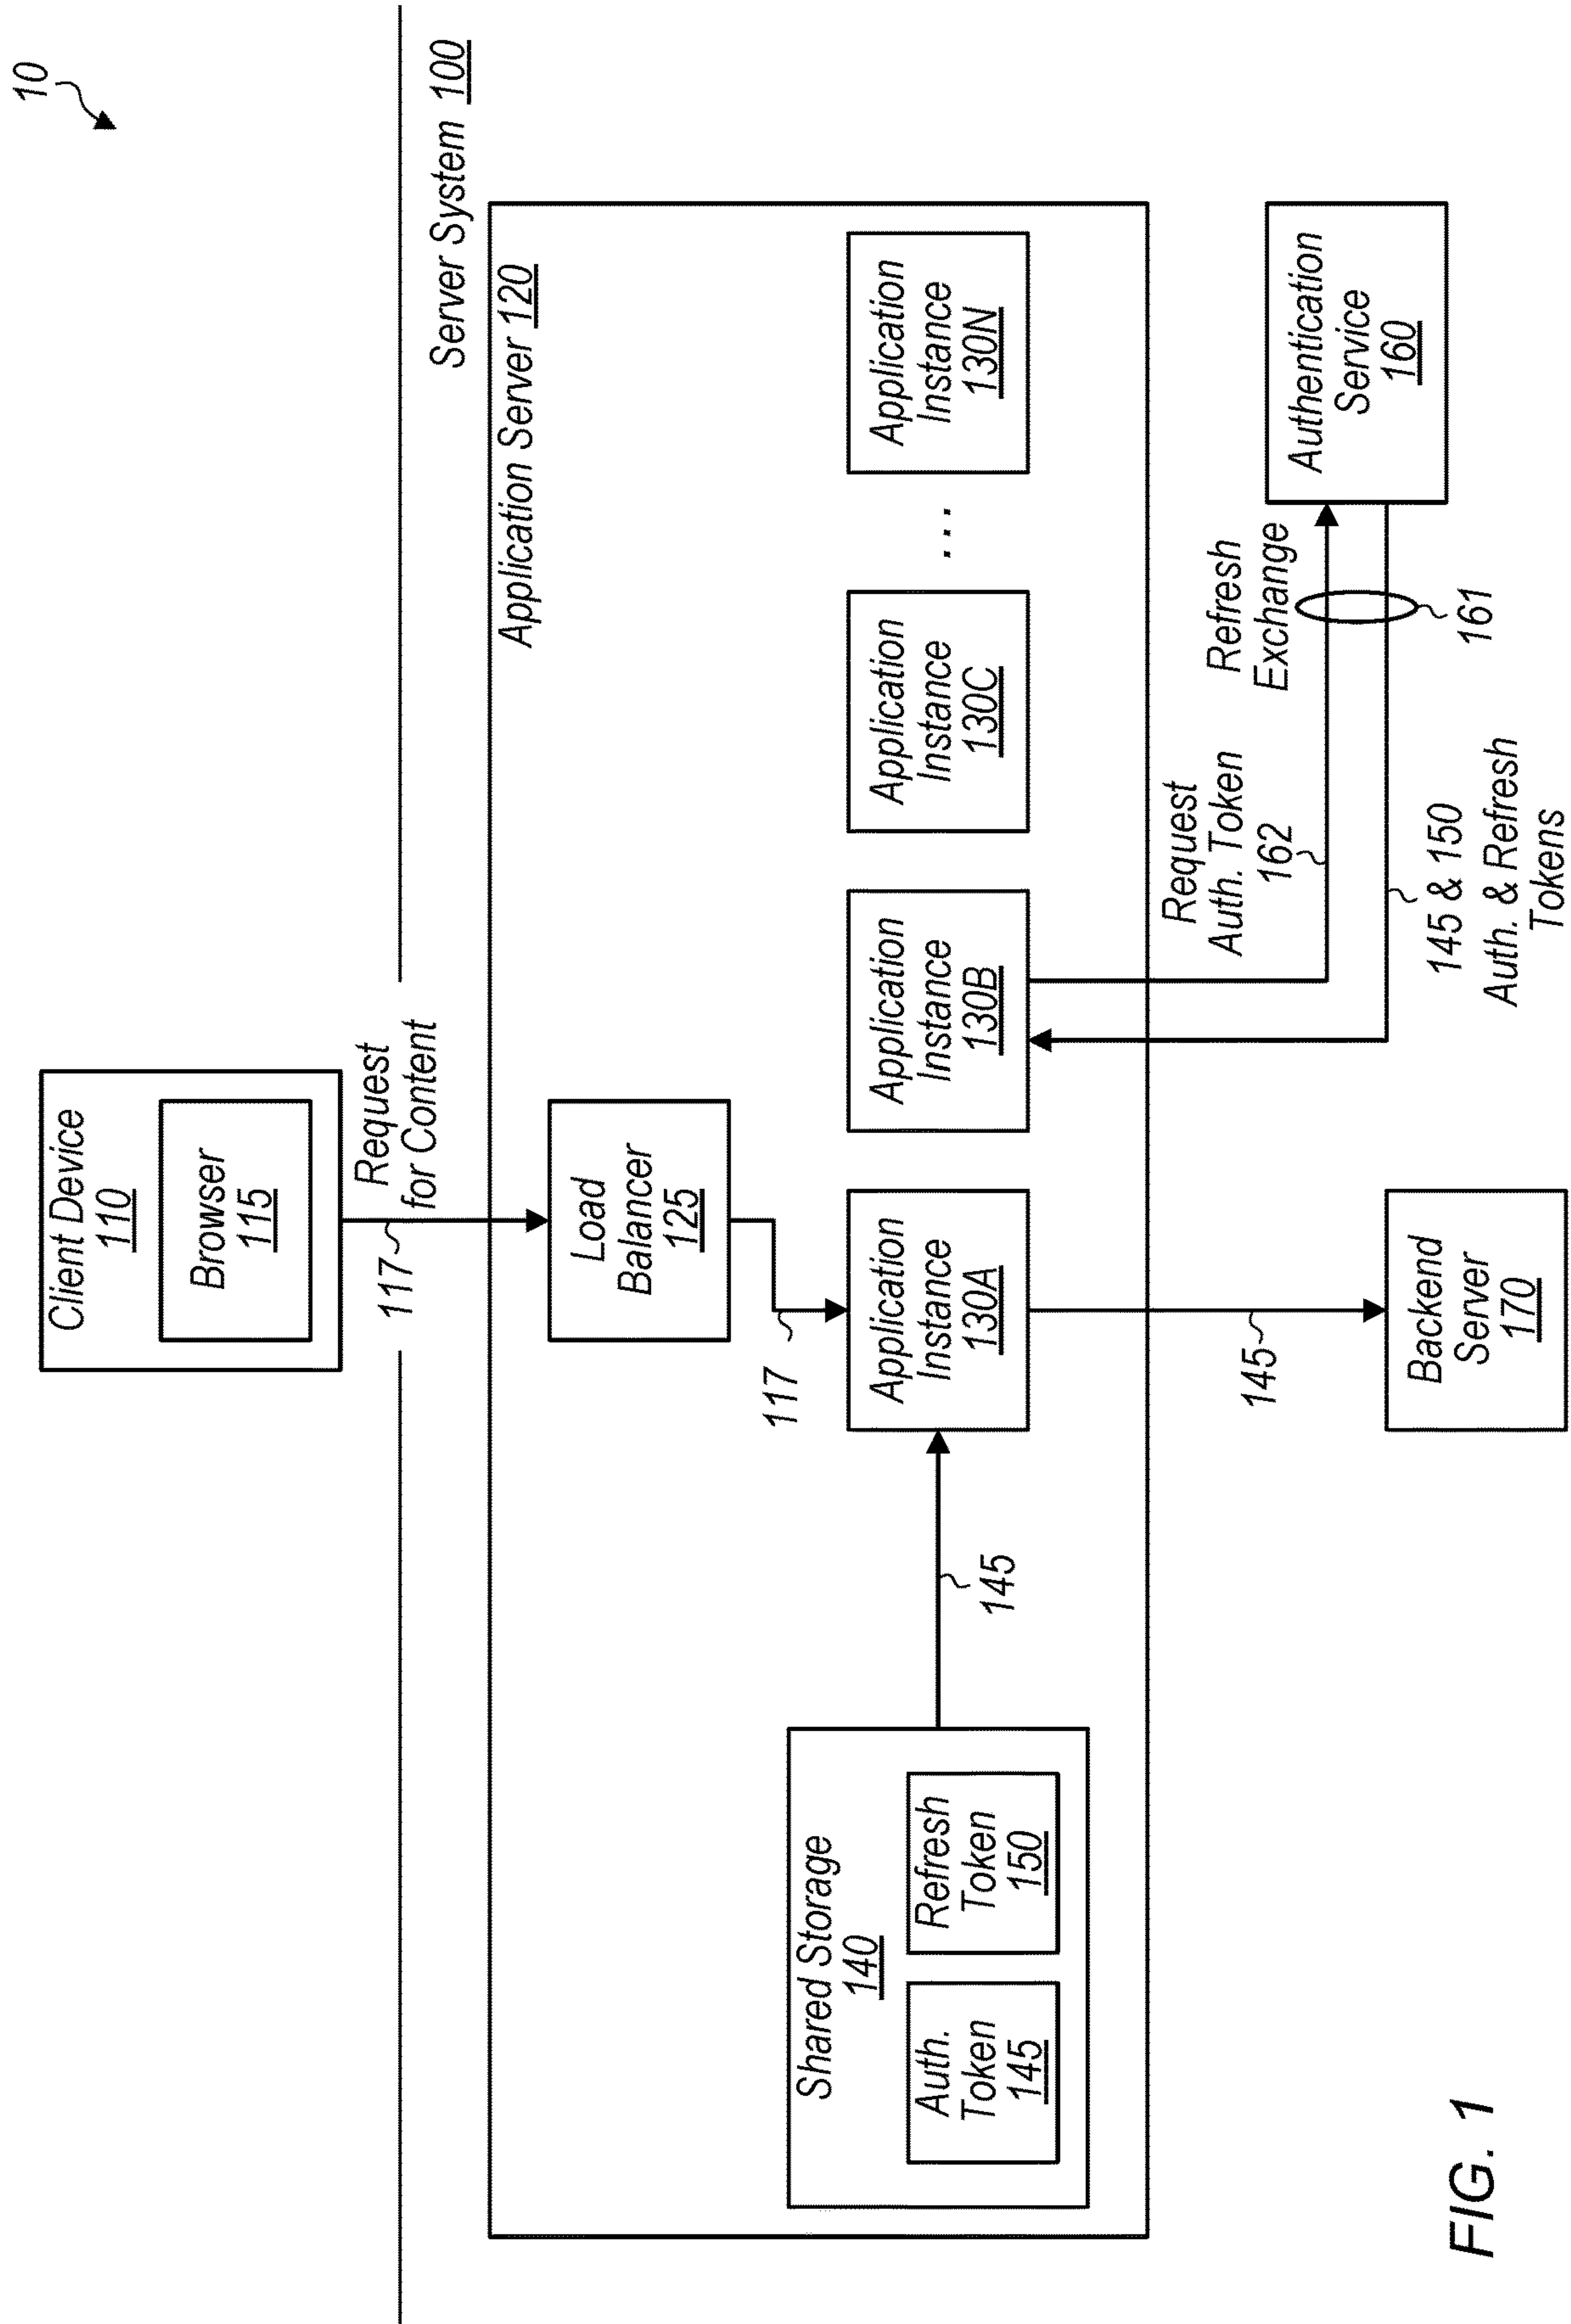 10
Client Device
110
Browser
115
Request
for Content
117
Server System 100
Application Server 120
Load
Balancer
125
117
Shared Storage
140
Auth.
Token
145
Refresh
Token
150
145
Application
Instance
130A
Application
Instance
130B
Application
Instance
130C
...
Application
Instance
130N
145
Backend
Server
170
Request
Auth. Token
162
Refresh
Exchange
161
145 & 150
Auth. & Refresh
Tokens
Authentication
Service
160
FIG. 1